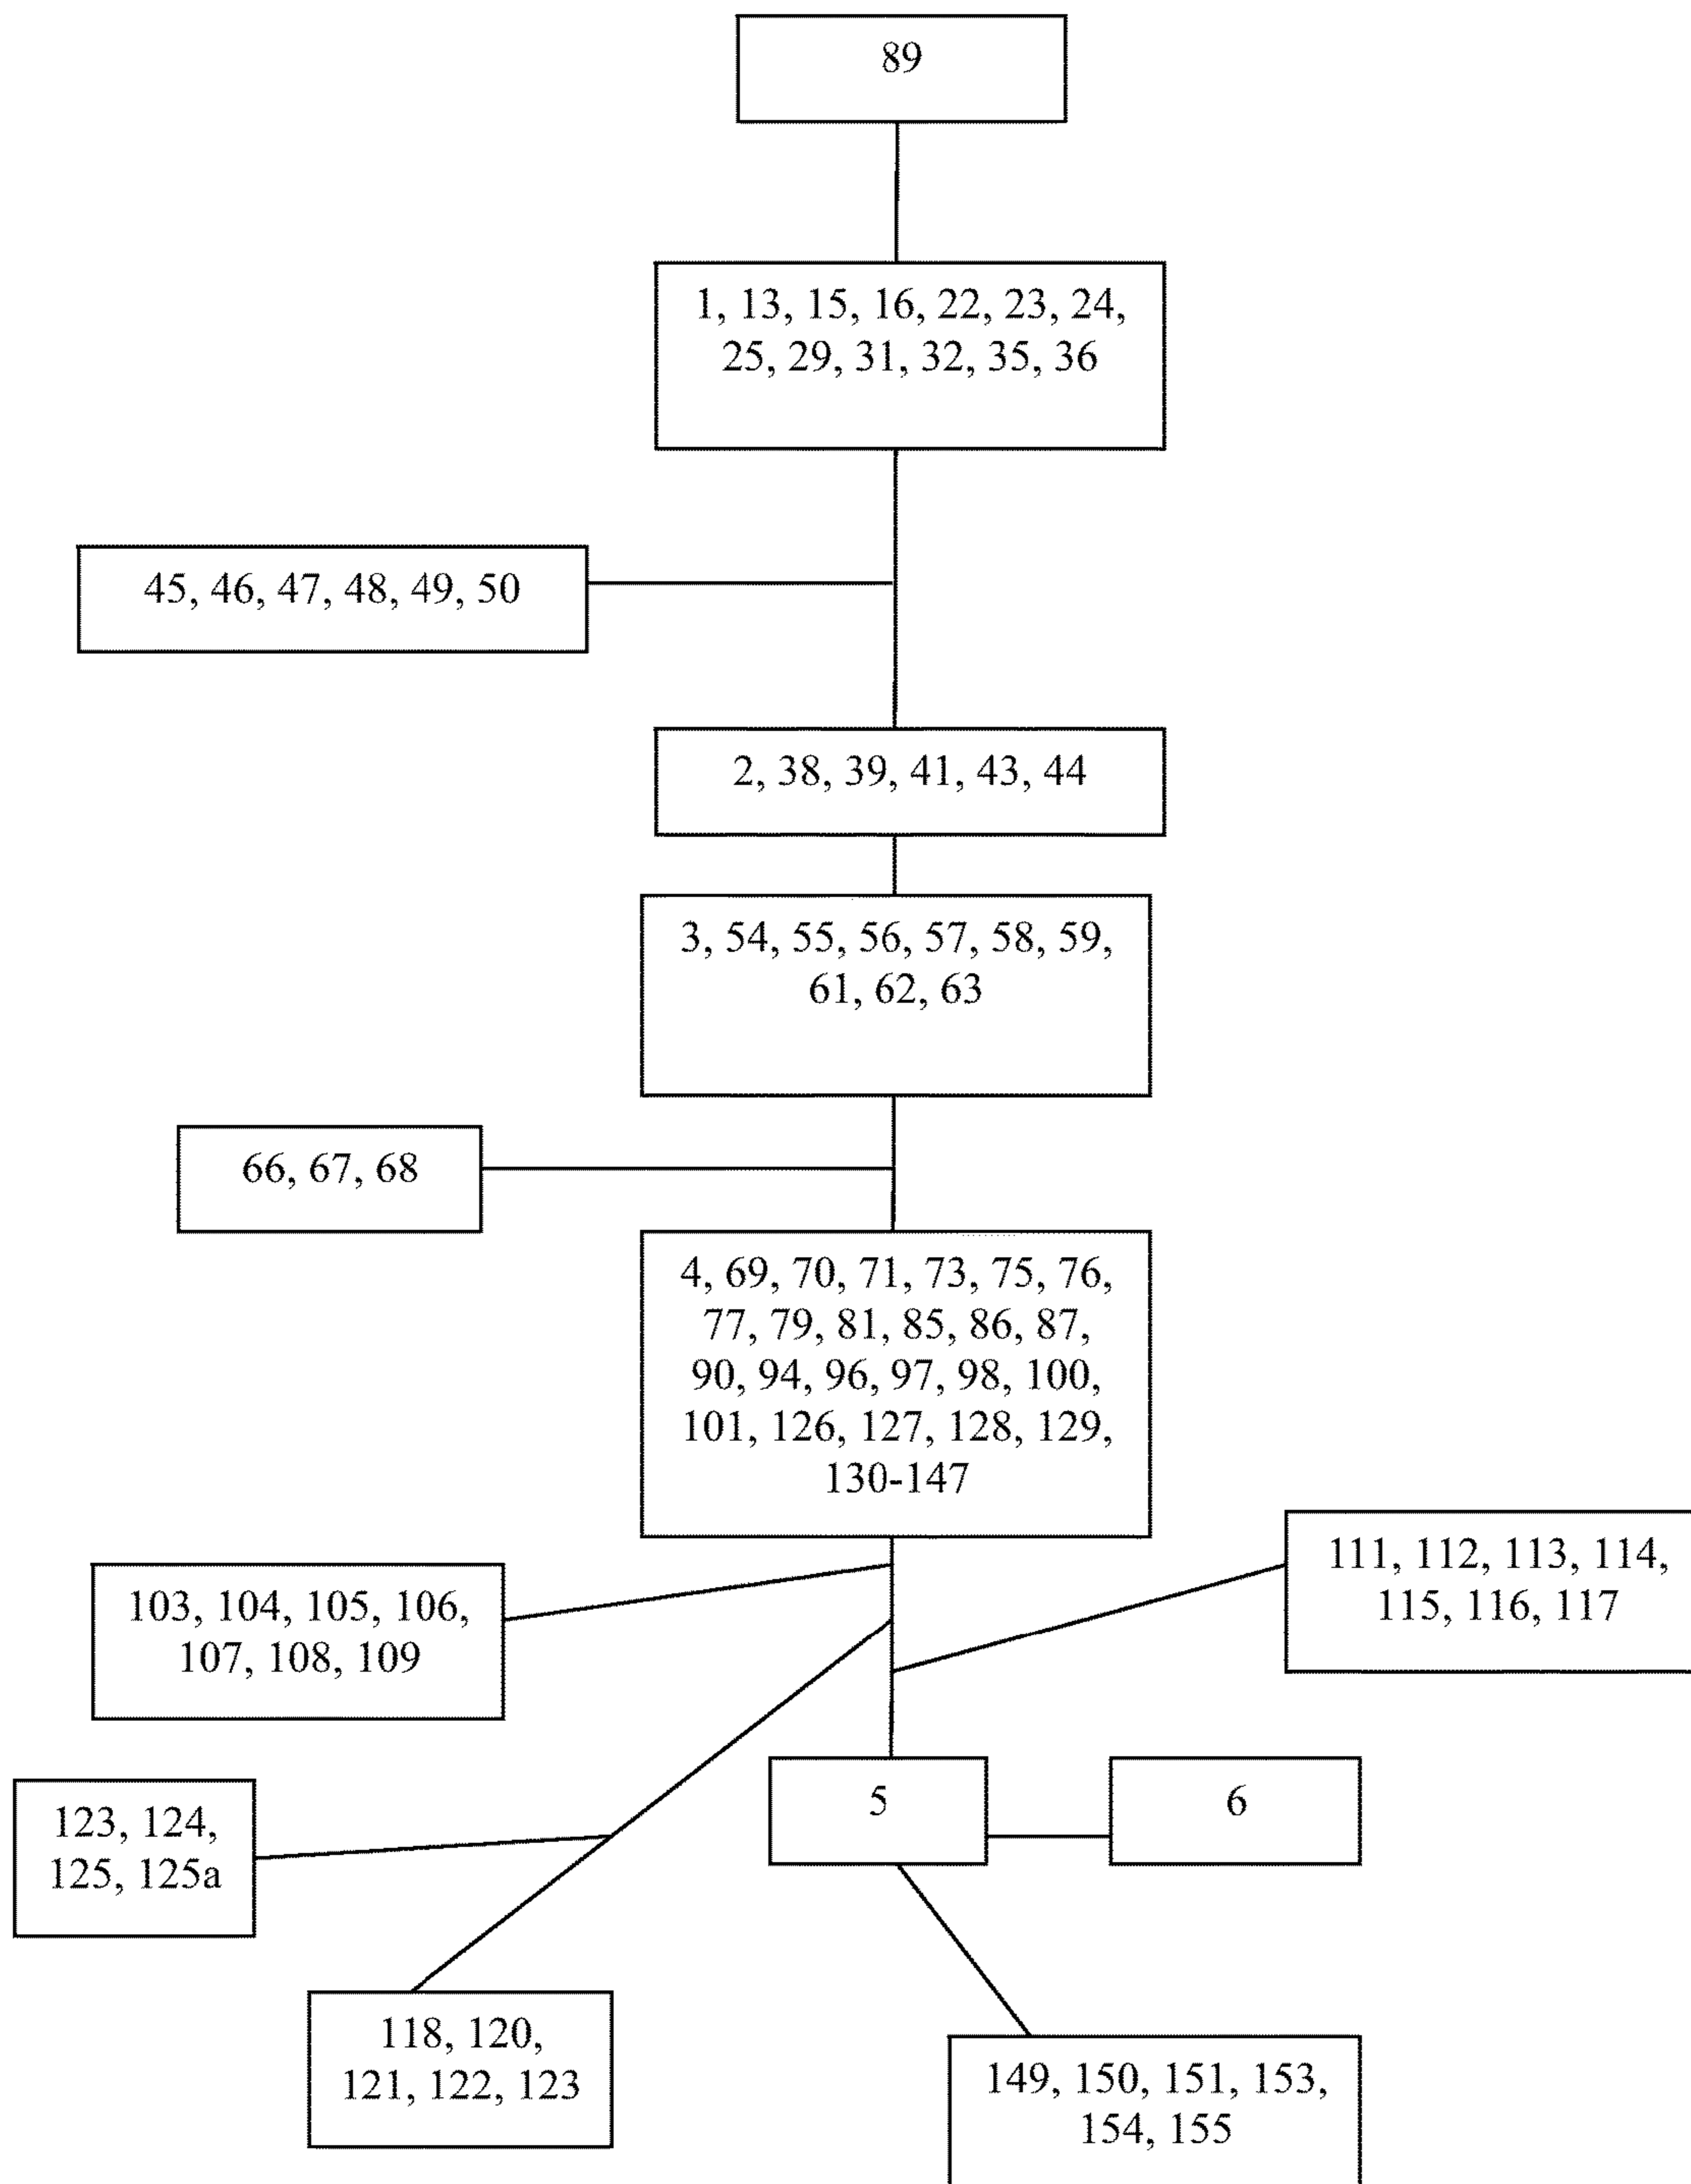 89
1, 13, 15, 16, 22, 23, 24,
25, 29, 31, 32, 35, 36
45, 46, 47, 48, 49, 50
2, 38, 39, 41, 43, 44
3, 54, 55, 56, 57, 58, 59,
61, 62, 63
66, 67, 68
4, 69, 70, 71, 73, 75, 76,
77, 79, 81, 85, 86, 87,
90, 94, 96, 97, 98, 100,
101, 126, 127, 128, 129,
130-147
103, 104, 105, 106,
107, 108, 109
111, 112, 113, 114,
115, 116, 117
123, 124,
125, 125a
5
6
118, 120,
121, 122, 123
149, 150, 151, 153,
154, 155